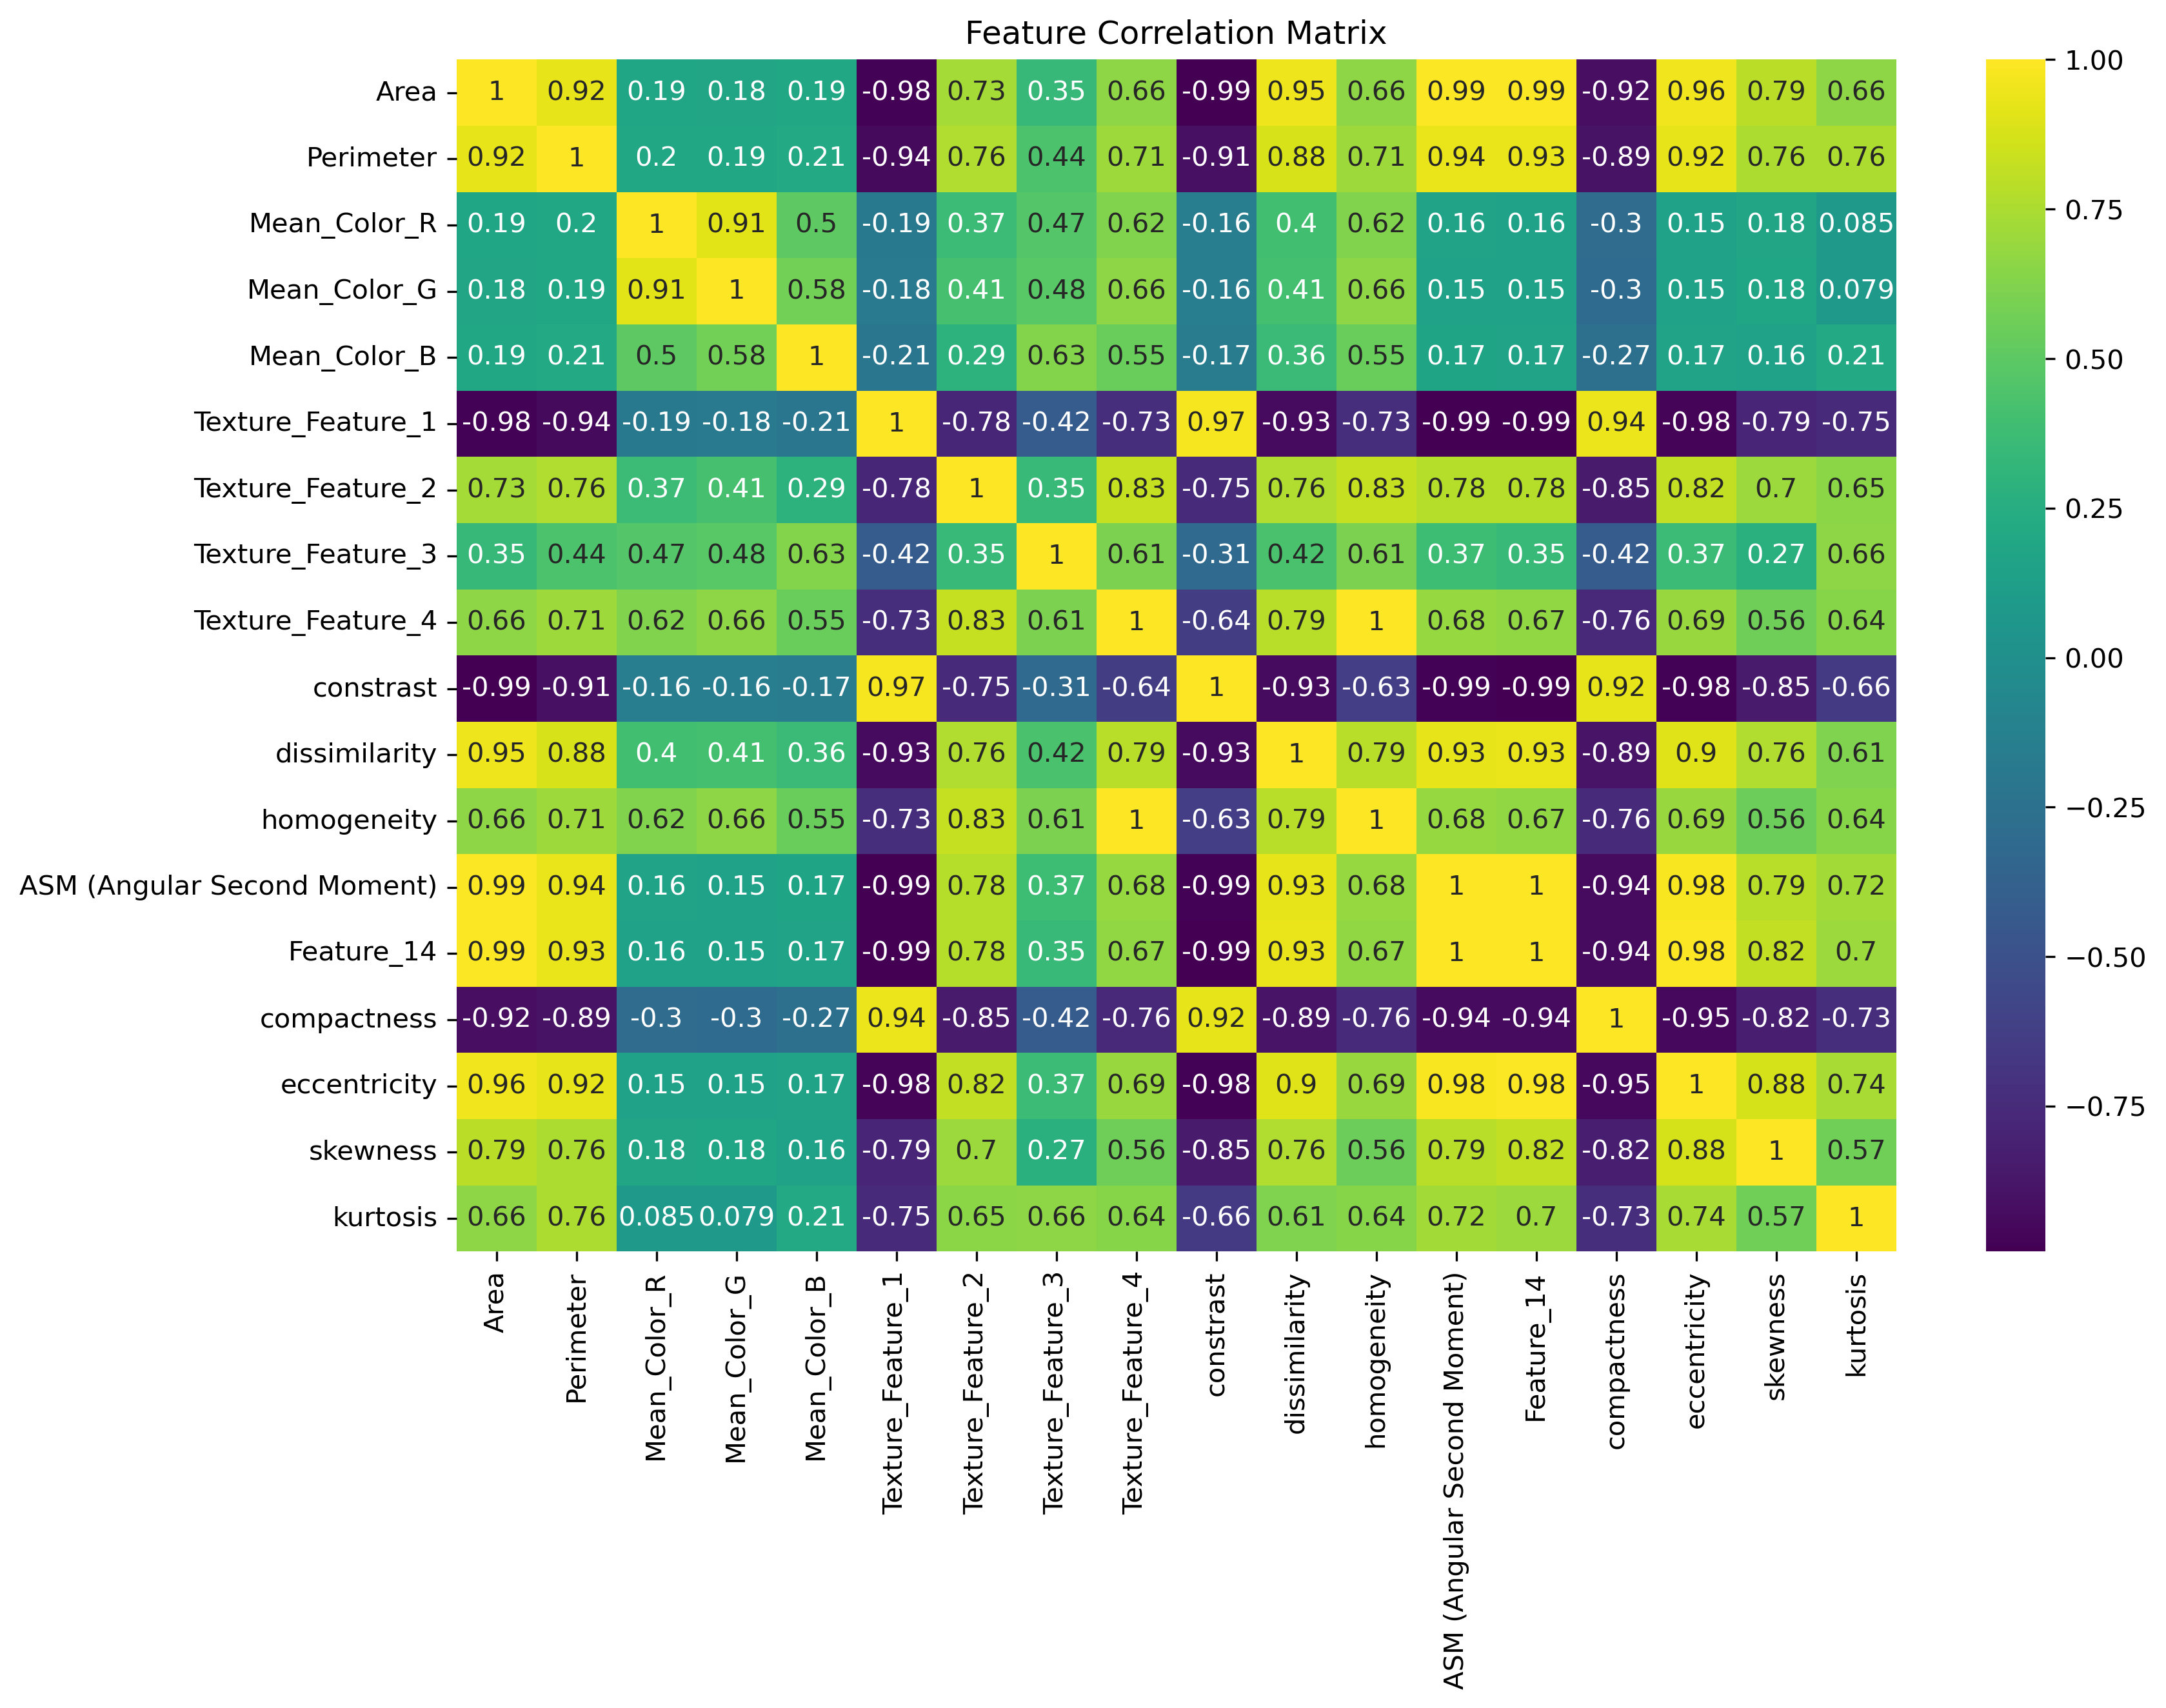 Feature Correlation Matrix
Area 1 0.92 0.19 0.18 0.19 -0.98 0.73 0.35 0.66 -0.99 0.95 0.66 0.99 0.99 -0.92 0.96 0.79 0.66
Perimeter 0.92 1 0.2 0.19 0.21 -0.94 0.76 0.44 0.71 -0.91 0.88 0.71 0.94 0.93 -0.89 0.92 0.76 0.76
Mean_Color_R 0.19 0.2 1 0.91 0.5 -0.19 0.37 0.47 0.62 -0.16 0.4 0.62 0.16 0.16 -0.3 0.15 0.18 0.085
Mean_Color_G 0.18 0.19 0.91 1 0.58 -0.18 0.41 0.48 0.66 -0.16 0.41 0.66 0.15 0.15 -0.3 0.15 0.18 0.079
Mean_Color_B 0.19 0.21 0.5 0.58 1 -0.21 0.29 0.63 0.55 -0.17 0.36 0.55 0.17 0.17 -0.27 0.17 0.16 0.21
Texture_Feature_1 -0.98 -0.94 -0.19 -0.18 -0.21 1 -0.78 -0.42 -0.73 0.97 -0.93 -0.73 -0.99 -0.99 0.94 -0.98 -0.79 -0.75
Texture_Feature_2 0.73 0.76 0.37 0.41 0.29 -0.78 1 0.35 0.83 -0.75 0.76 0.83 0.78 0.78 -0.85 0.82 0.7 0.65
Texture_Feature_3 0.35 0.44 0.47 0.48 0.63 -0.42 0.35 1 0.61 -0.31 0.42 0.61 0.37 0.35 -0.42 0.37 0.27 0.66
Texture_Feature_4 0.66 0.71 0.62 0.66 0.55 -0.73 0.83 0.61 1 -0.64 0.79 1 0.68 0.67 -0.76 0.69 0.56 0.64
constrast -0.99 -0.91 -0.16 -0.16 -0.17 0.97 -0.75 -0.31 -0.64 1 -0.93 -0.63 -0.99 -0.99 0.92 -0.98 -0.85 -0.66
dissimilarity 0.95 0.88 0.4 0.41 0.36 -0.93 0.76 0.42 0.79 -0.93 1 0.79 0.93 0.93 -0.89 0.9 0.76 0.61
homogeneity 0.66 0.71 0.62 0.66 0.55 -0.73 0.83 0.61 1 -0.63 0.79 1 0.68 0.67 -0.76 0.69 0.56 0.64
ASM (Angular Second Moment) 0.99 0.94 0.16 0.15 0.17 -0.99 0.78 0.37 0.68 -0.99 0.93 0.68 1 1 -0.94 0.98 0.79 0.72
Feature_14 0.99 0.93 0.16 0.15 0.17 -0.99 0.78 0.35 0.67 -0.99 0.93 0.67 1 1 -0.94 0.98 0.82 0.7
compactness -0.92 -0.89 -0.3 -0.3 -0.27 0.94 -0.85 -0.42 -0.76 0.92 -0.89 -0.76 -0.94 -0.94 1 -0.95 -0.82 -0.73
eccentricity 0.96 0.92 0.15 0.15 0.17 -0.98 0.82 0.37 0.69 -0.98 0.9 0.69 0.98 0.98 -0.95 1 0.88 0.74
skewness 0.79 0.76 0.18 0.18 0.16 -0.79 0.7 0.27 0.56 -0.85 0.76 0.56 0.79 0.82 -0.82 0.88 1 0.57
kurtosis 0.66 0.76 0.085 0.079 0.21 -0.75 0.65 0.66 0.64 -0.66 0.61 0.64 0.72 0.7 -0.73 0.74 0.57 1
Area
Perimeter
Mean_Color_R
Mean_Color_G
Mean_Color_B
Texture_Feature_1
Texture_Feature_2
Texture_Feature_3
Texture_Feature_4
constrast
dissimilarity
homogeneity
ASM (Angular Second Moment)
Feature_14
compactness
eccentricity
skewness
kurtosis
1.00
0.75
0.50
0.25
0.00
−0.25
−0.50
−0.75